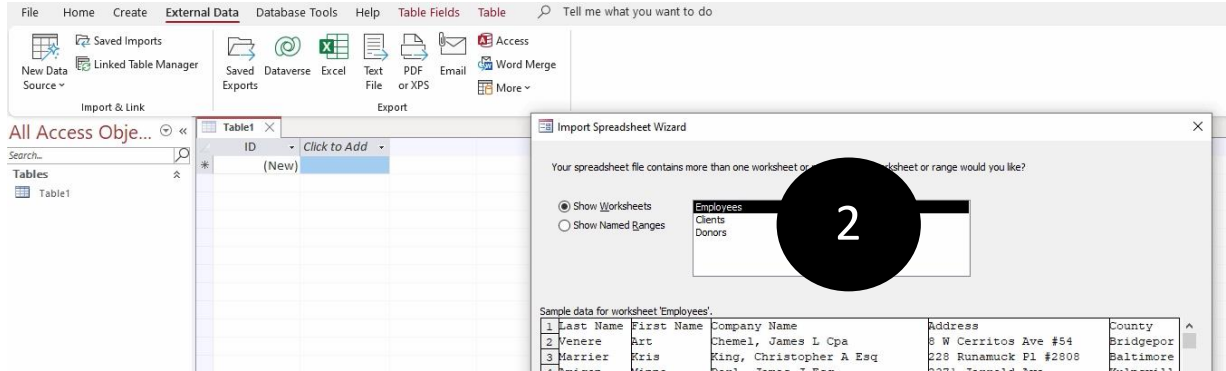 File Home Create External Data Database Tools Help Table Fields Table Tell me what you want to do
Saved Imports
Linked Table Manager
New Data Source
Import & Link
Saved Exports
Dataverse
Excel
Text File
PDF or XPS
Email
Access
Word Merge
More
Export
All Access Obje...
Search...
Tables
Table1
Table1
ID Click to Add
(New)
Import Spreadsheet Wizard
Your spreadsheet file contains more than one worksheet or range would you like?
Show Worksheets
Show Named Ranges
Employees
Clients
Donors
2
Sample data for worksheet 'Employees'.
1 Last Name First Name Company Name Address County
2 Venere Art Chemel, James L Cpa 8 W Cerritos Ave #54 Bridgepor
3 Marrier Kris King, Christopher A Esq 228 Runamuck Pl #2808 Baltimore